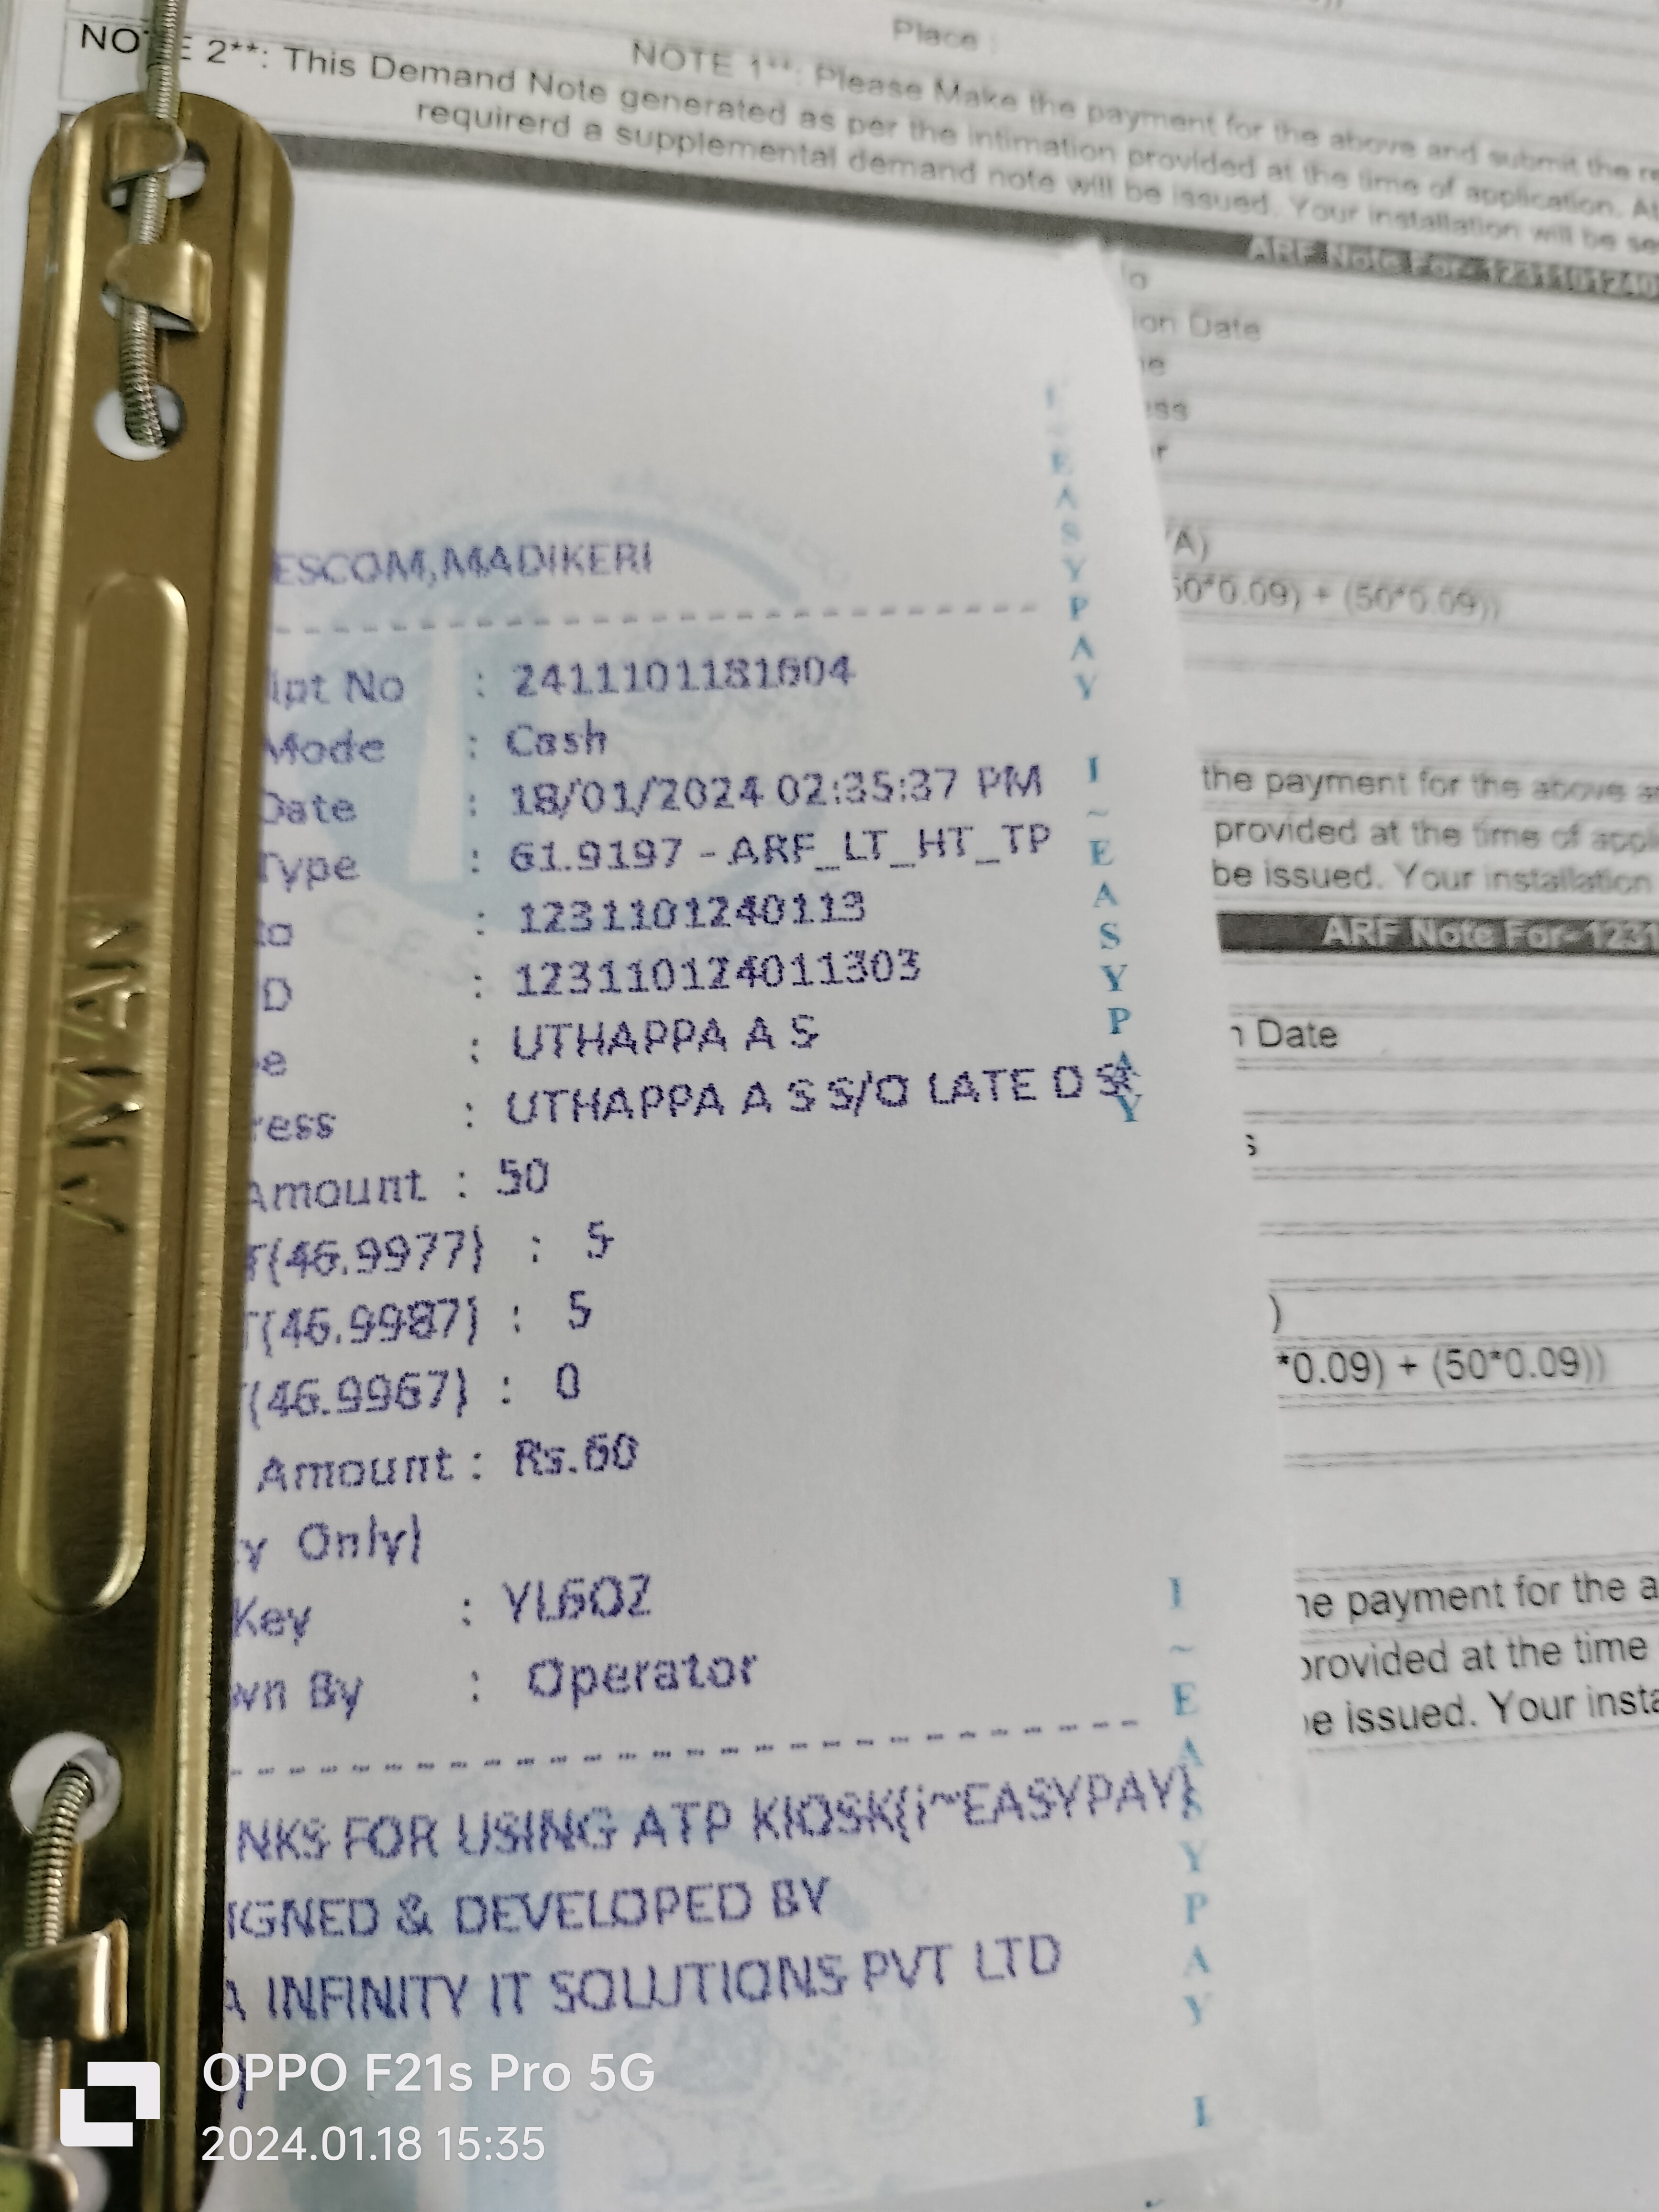 Place :
NOTE 1**: Please Make the payment for the above and submit the re
NOTE 2**: This Demand Note generated as per the intimation provided at the time of application. At
requirerd a supplemental demand note will be issued. Your installation will be se
ARF Note For- 1231101240
ion Date
ESCOM,MADIKERI
ipt No : 2411101181604
Mode : Cash
Date : 18/01/2024 02:35:37 PM
Type : 61.9197 - ARF_LT_HT_TP
to : 1231101240113
D : 123110124011303
e : UTHAPPA A S
ress : UTHAPPA A S S/O LATE D S
Amount : 50
T(46.9977) : 5
T(46.9987) : 5
(46.9967) : 0
Amount : Rs.60
y Only)
Key : YL6OZ
wn By : Operator
NKS FOR USING ATP KIOSK(i~EASYPAY)
IGNED & DEVELOPED BY
A INFINITY IT SOLUTIONS PVT LTD
I~EASYPAY I~EASYPAY
I~EASYPAY I
/A)
50*0.09) + (50*0.09))
the payment for the above a
provided at the time of appli
be issued. Your installation
ARF Note For- 1231
n Date
s
)
*0.09) + (50*0.09))
ne payment for the a
provided at the time
be issued. Your insta
AMAN
OPPO F21s Pro 5G
2024.01.18 15:35